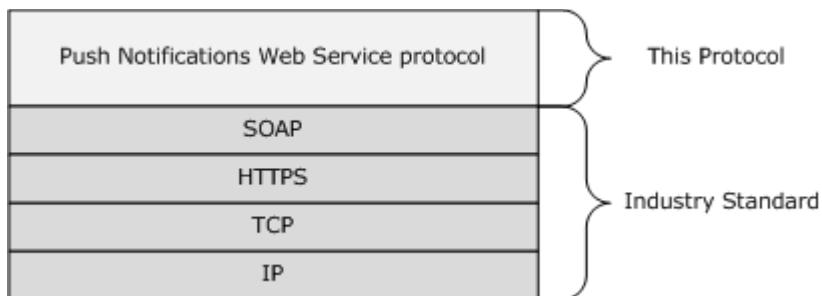 Push Notifications Web Service protocol
This Protocol
SOAP
HTTPS
Industry Standard
TCP
IP